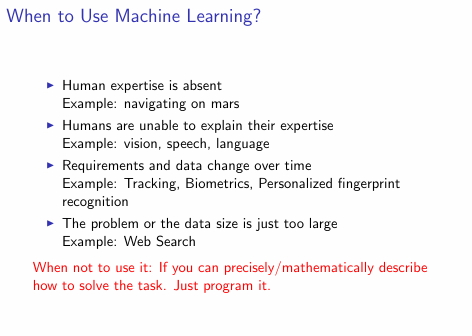 When to Use Machine Learning?
▶ Human expertise is absent
Example: navigating on mars
▶ Humans are unable to explain their expertise
Example: vision, speech, language
▶ Requirements and data change over time
Example: Tracking, Biometrics, Personalized fingerprint
recognition
▶ The problem or the data size is just too large
Example: Web Search
When not to use it: If you can precisely/mathematically describe
how to solve the task. Just program it.